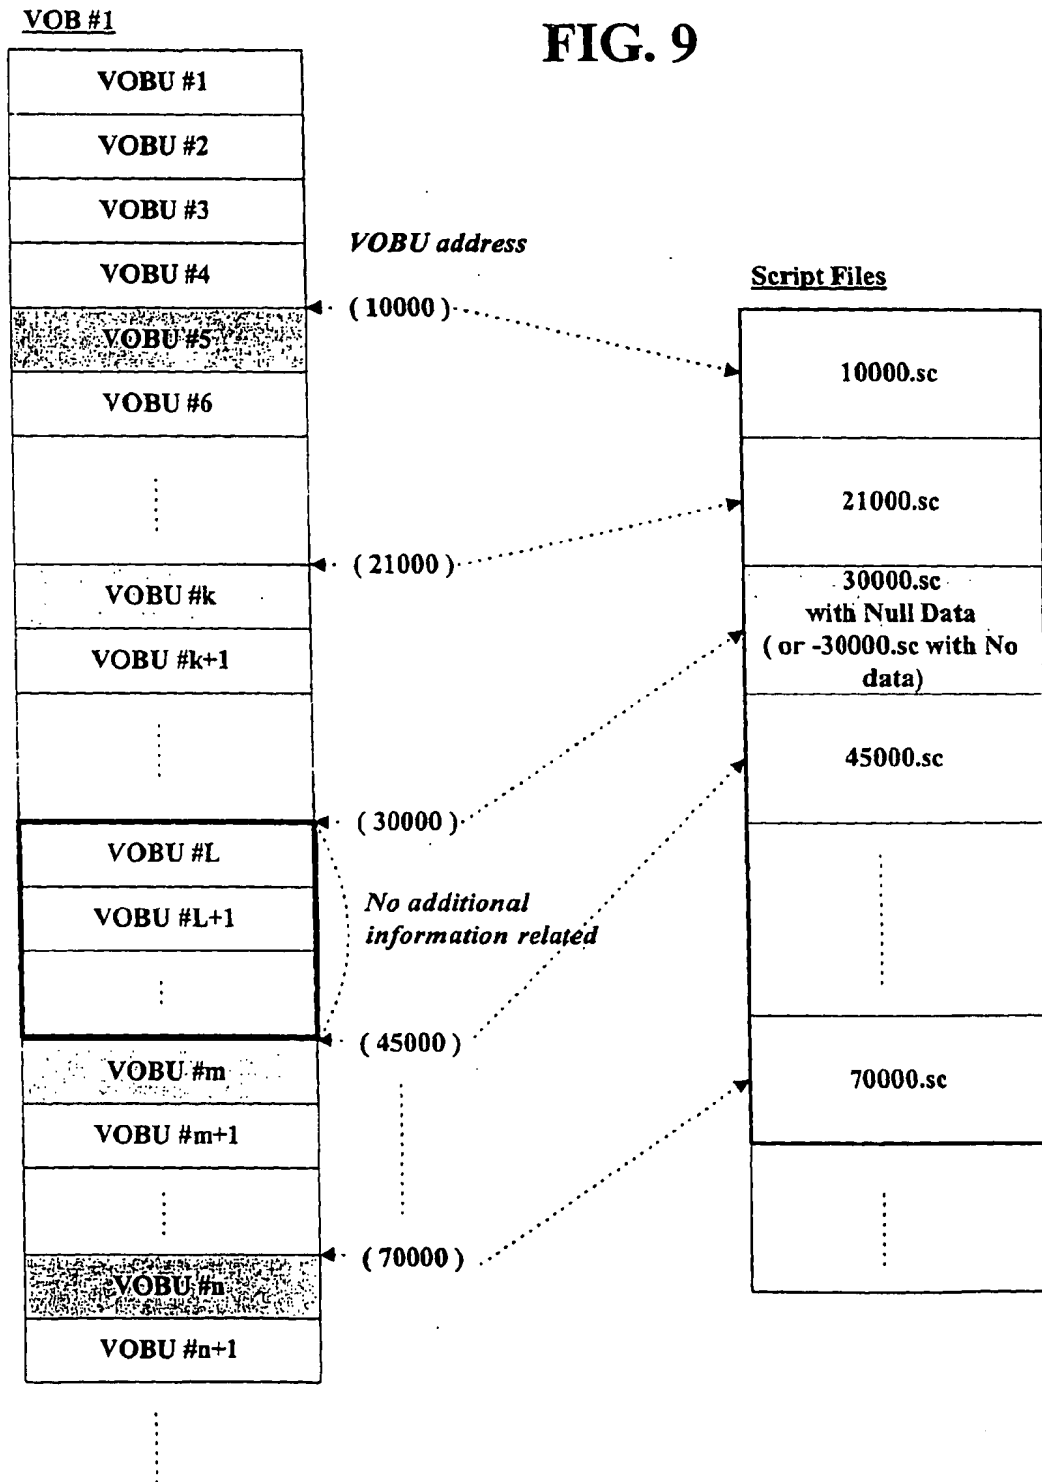 VOB #1
FIG. 9
VOBU #1
VOBU #2
VOBU #3
VOBU #4
VOBU #5
VOBU #6
VOBU #k
VOBU #k+1
VOBU #L
VOBU #L+1
VOBU #m
VOBU #m+1
VOBU #n
VOBU #n+1
VOBU address
( 10000 )
( 21000 )
( 30000 )
No additional
information related
( 45000 )
( 70000 )
Script Files
10000.sc
21000.sc
30000.sc
with Null Data
( or -30000.sc with No
data)
45000.sc
70000.sc